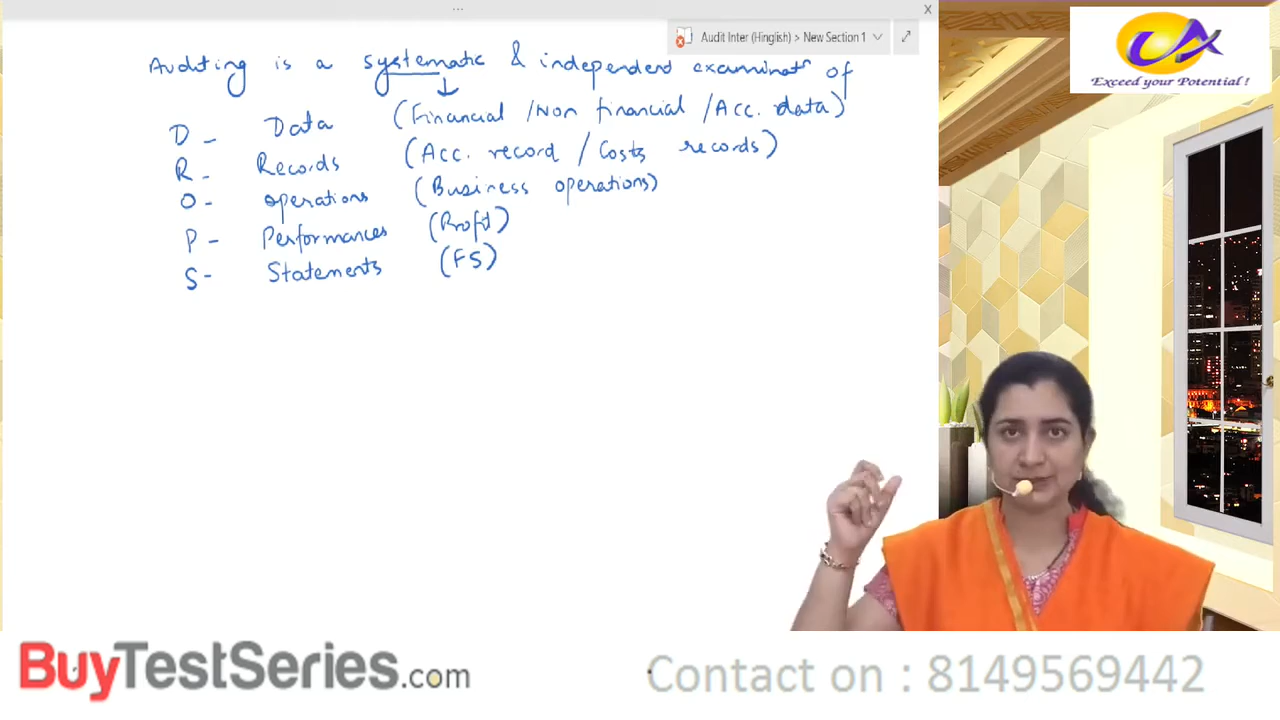 Audit Inter (Hinglish) > New Section 1
Exceed your Potential !
Auditing is a systematic & independent examinatn of
D - Data (Financial / Non financial / Acc. data)
R - Records (Acc. record / Costs records)
O - operations (Business operations)
P - Performances (Profit)
S - Statements (FS)
BuyTestSeries.com
Contact on : 8149569442